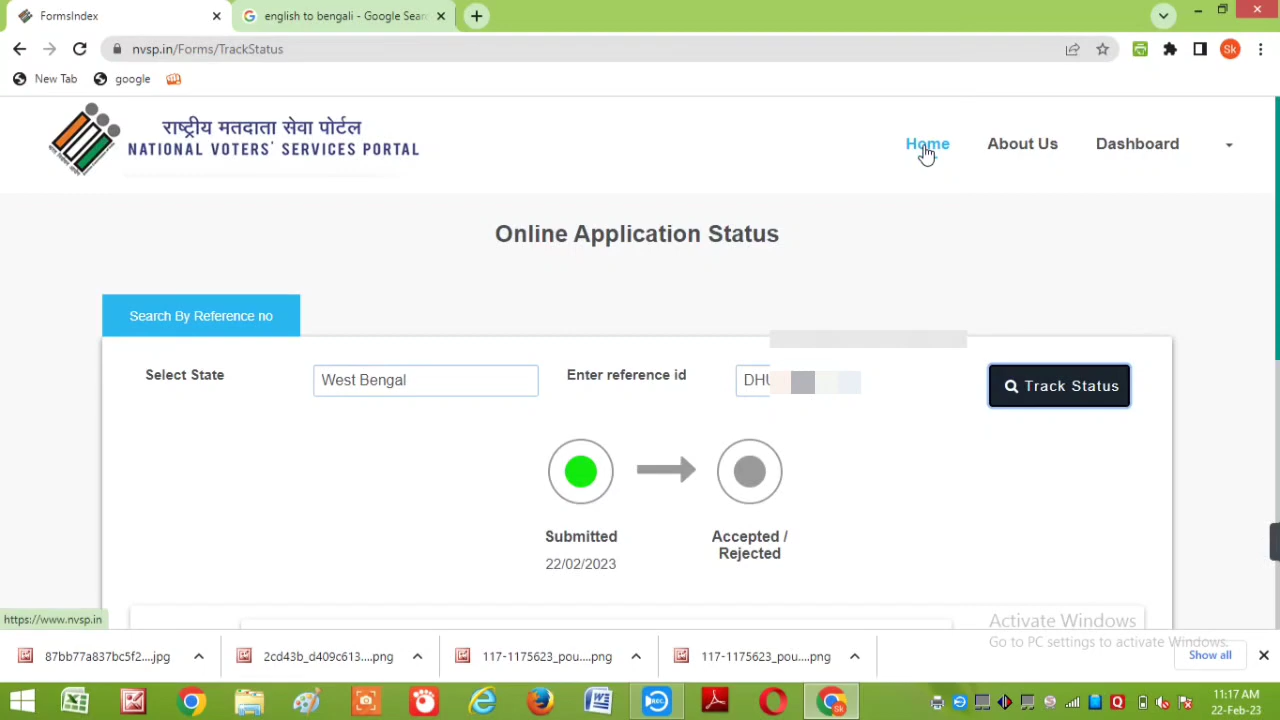 FormsIndex
english to bengali - Google Sear
nvsp.in/Forms/TrackStatus
Sk
New Tab
google
राष्ट्रीय मतदाता सेवा पोर्टल
NATIONAL VOTERS' SERVICES PORTAL
Home
About Us
Dashboard
Online Application Status
Search By Reference no
Select State
West Bengal
Enter reference id
DHU
Track Status
Submitted
22/02/2023
Accepted /
Rejected
https://www.nvsp.in
Activate Windows
Go to PC settings to activate Windows.
87bb77a837bc5f2....jpg
2cd43b_d409c613....png
117-1175623_pou....png
117-1175623_pou....png
Show all
REC
Sk
11:17 AM
22-Feb-23